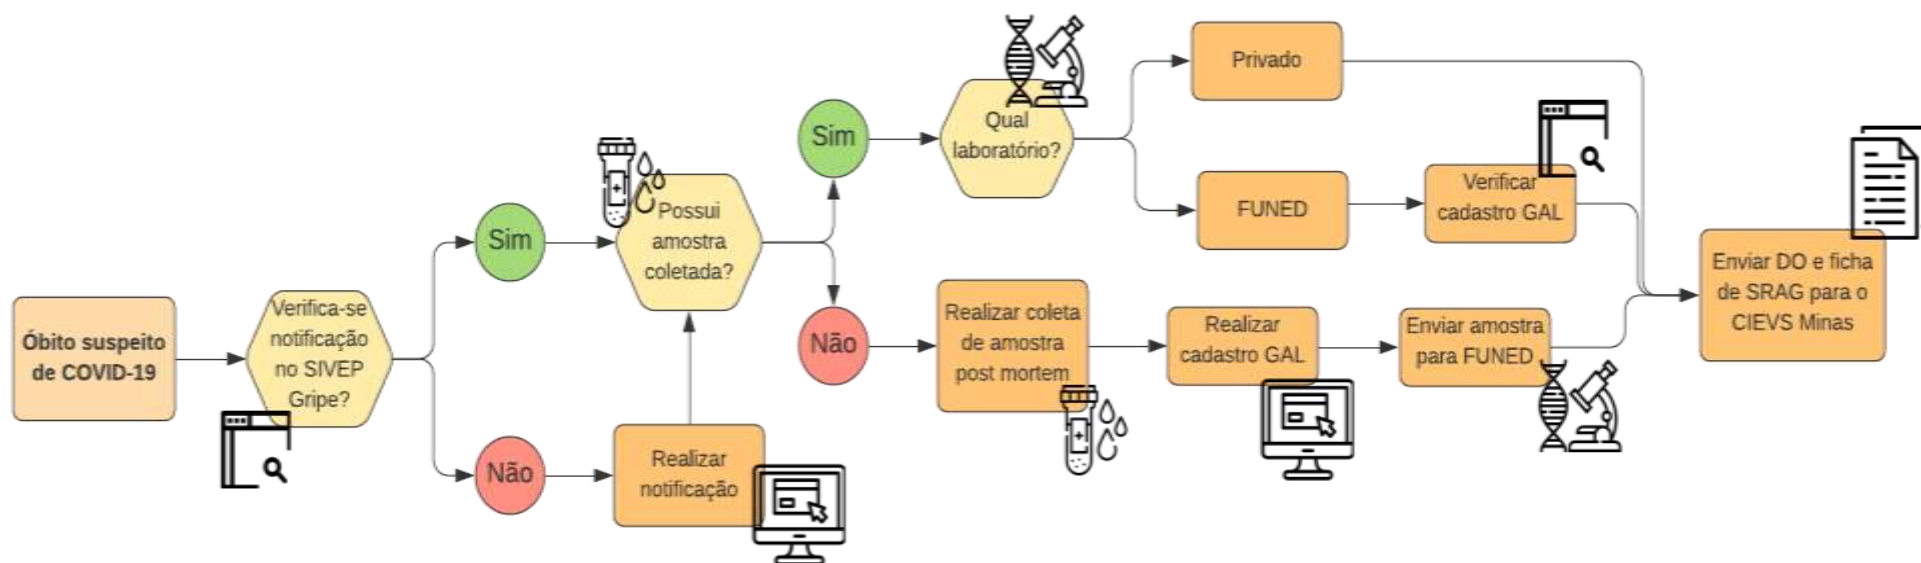 Óbito suspeito
de COVID-19
Verifica-se
notificação
no SIVEP
Gripe?
Sim
Não
Realizar
notificação
Possui
amostra
coletada?
Sim
Não
Qual
laboratório?
Privado
FUNED
Verificar
cadastro GAL
Realizar coleta
de amostra
post mortem
Realizar
cadastro GAL
Enviar amostra
para FUNED
Enviar DO e ficha
de SRAG para o
CIEVS Minas